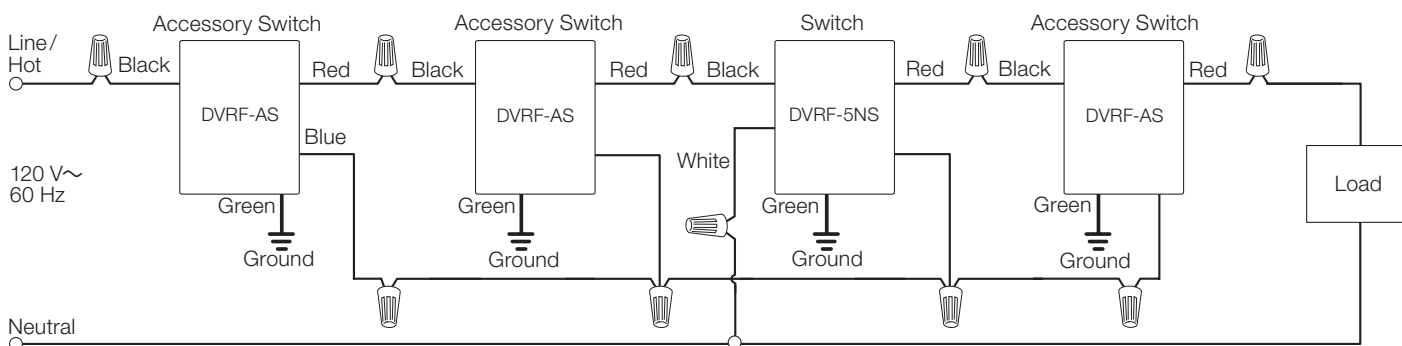 Accessory Switch
Accessory Switch
Switch
Accessory Switch
Line/
Hot
Black
Red
Black
Red
Black
Red
Black
Red
DVRF-AS
DVRF-AS
DVRF-5NS
DVRF-AS
Blue
White
120 V~
60 Hz
Load
Green
Green
Green
Green
Ground
Ground
Ground
Ground
Neutral